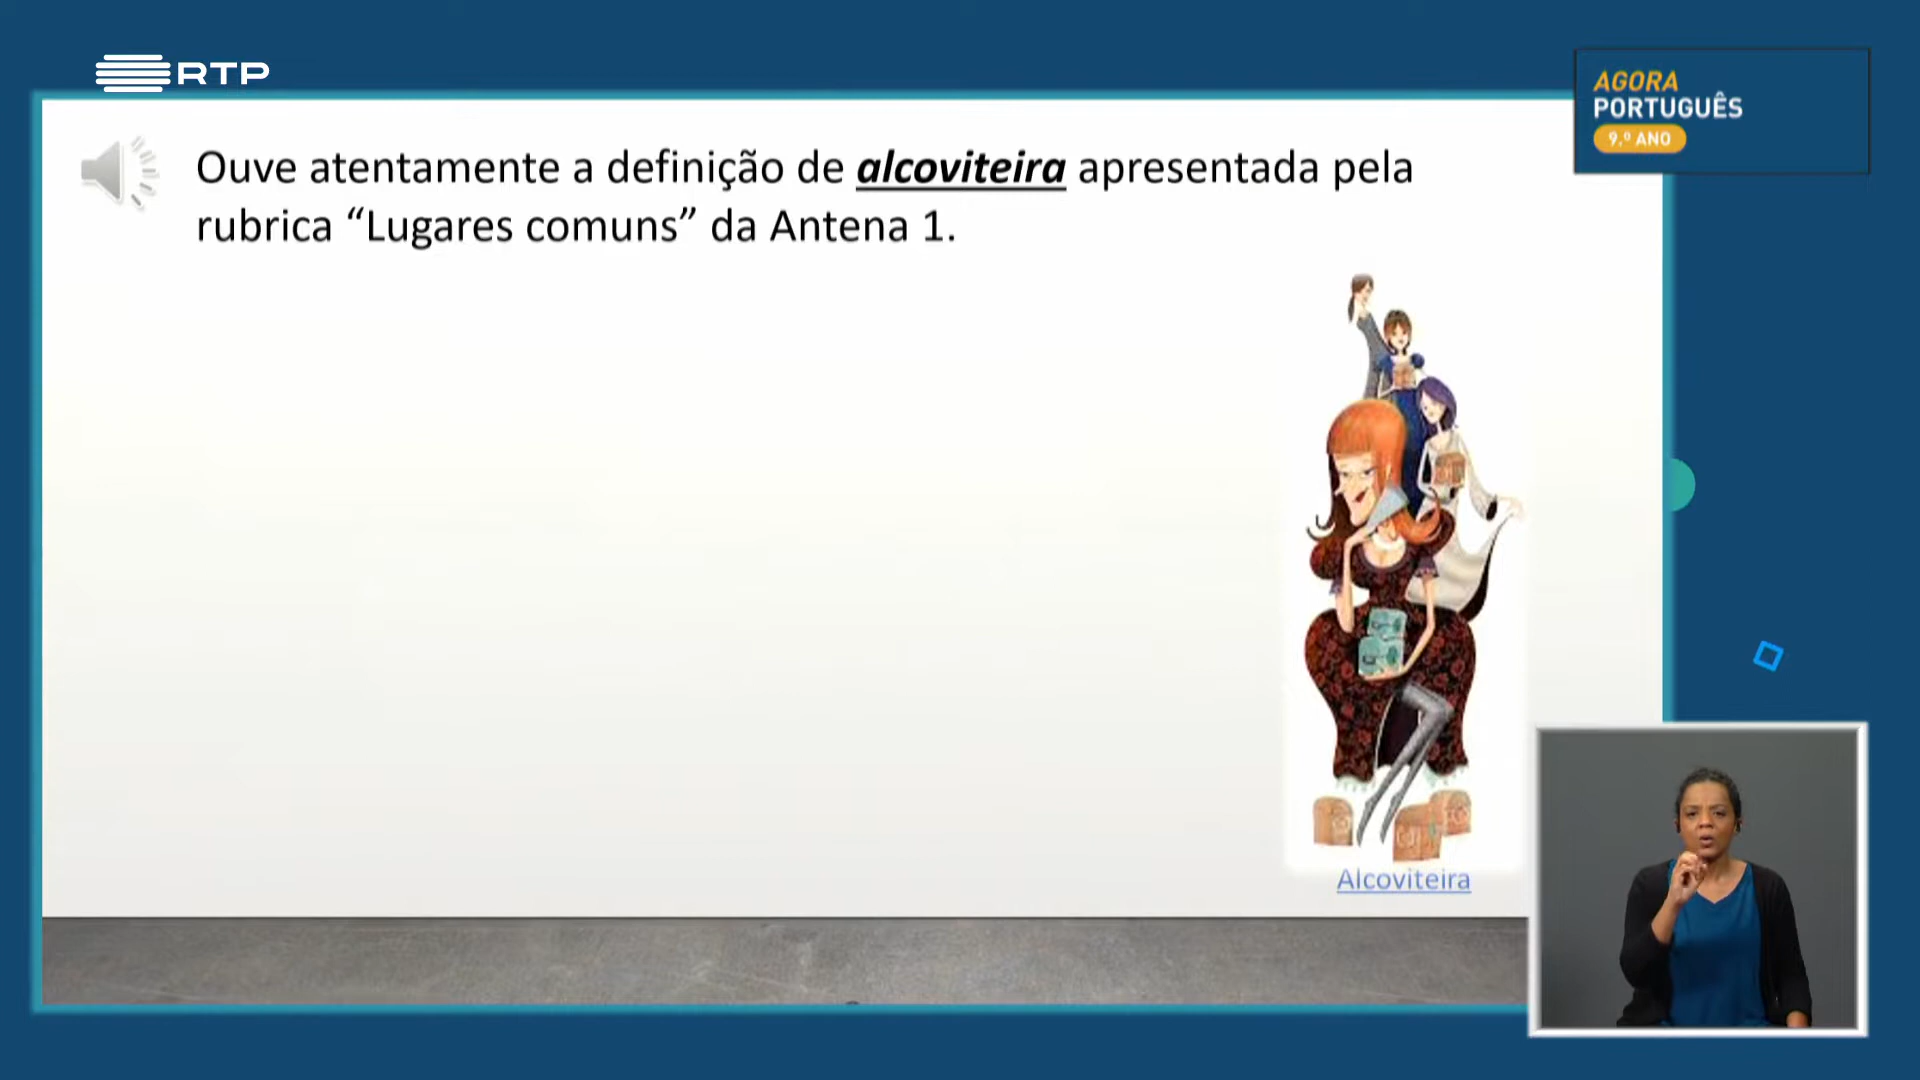 RTP
AGORA
PORTUGUÊS
9.º ANO
Ouve atentamente a definição de alcoviteira apresentada pela
rubrica “Lugares comuns” da Antena 1.
Alcoviteira